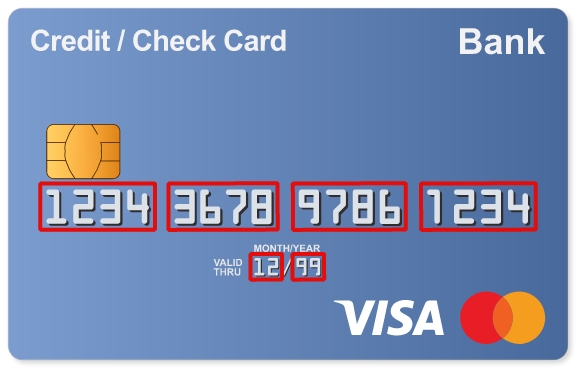 Credit / Check Card Bank
1234 3678 9786 1234
MONTH/YEAR
VALID THRU 12/99
VISA